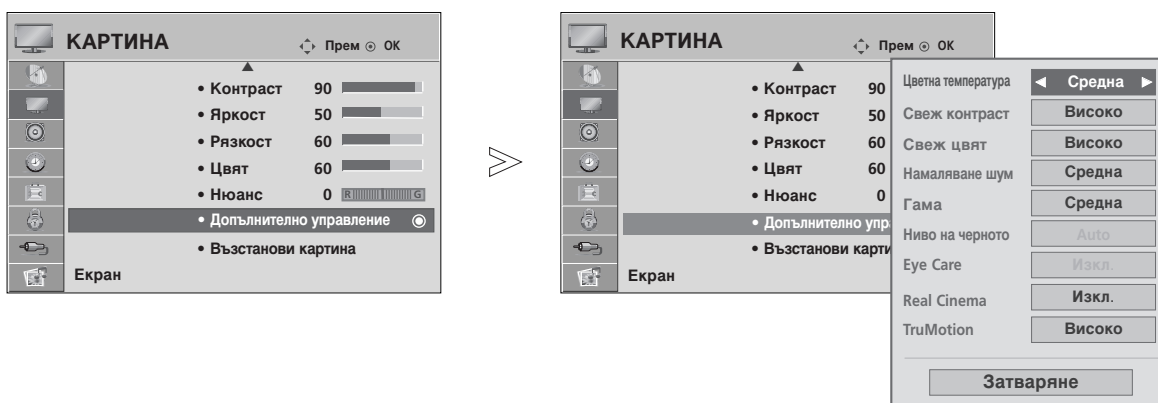 КАРТИНА
Прем ОК
• Контраст 90
• Яркост 50
• Рязкост 60
• Цвят 60
• Нюанс 0 R G
• Допълнително управление
• Възстанови картина
Екран
КАРТИНА
Прем ОК
• Контраст 90
• Яркост 50
• Рязкост 60
• Цвят 60
• Нюанс 0
• Допълнително упр
• Възстанови карти
Екран
Цветна температура ◄ Средна ►
Свеж контраст Високо
Свеж цвят Високо
Намаляване шум Средна
Гама Средна
Ниво на черното Auto
Eye Care Изкл.
Real Cinema Изкл.
TruMotion Високо
Затваряне